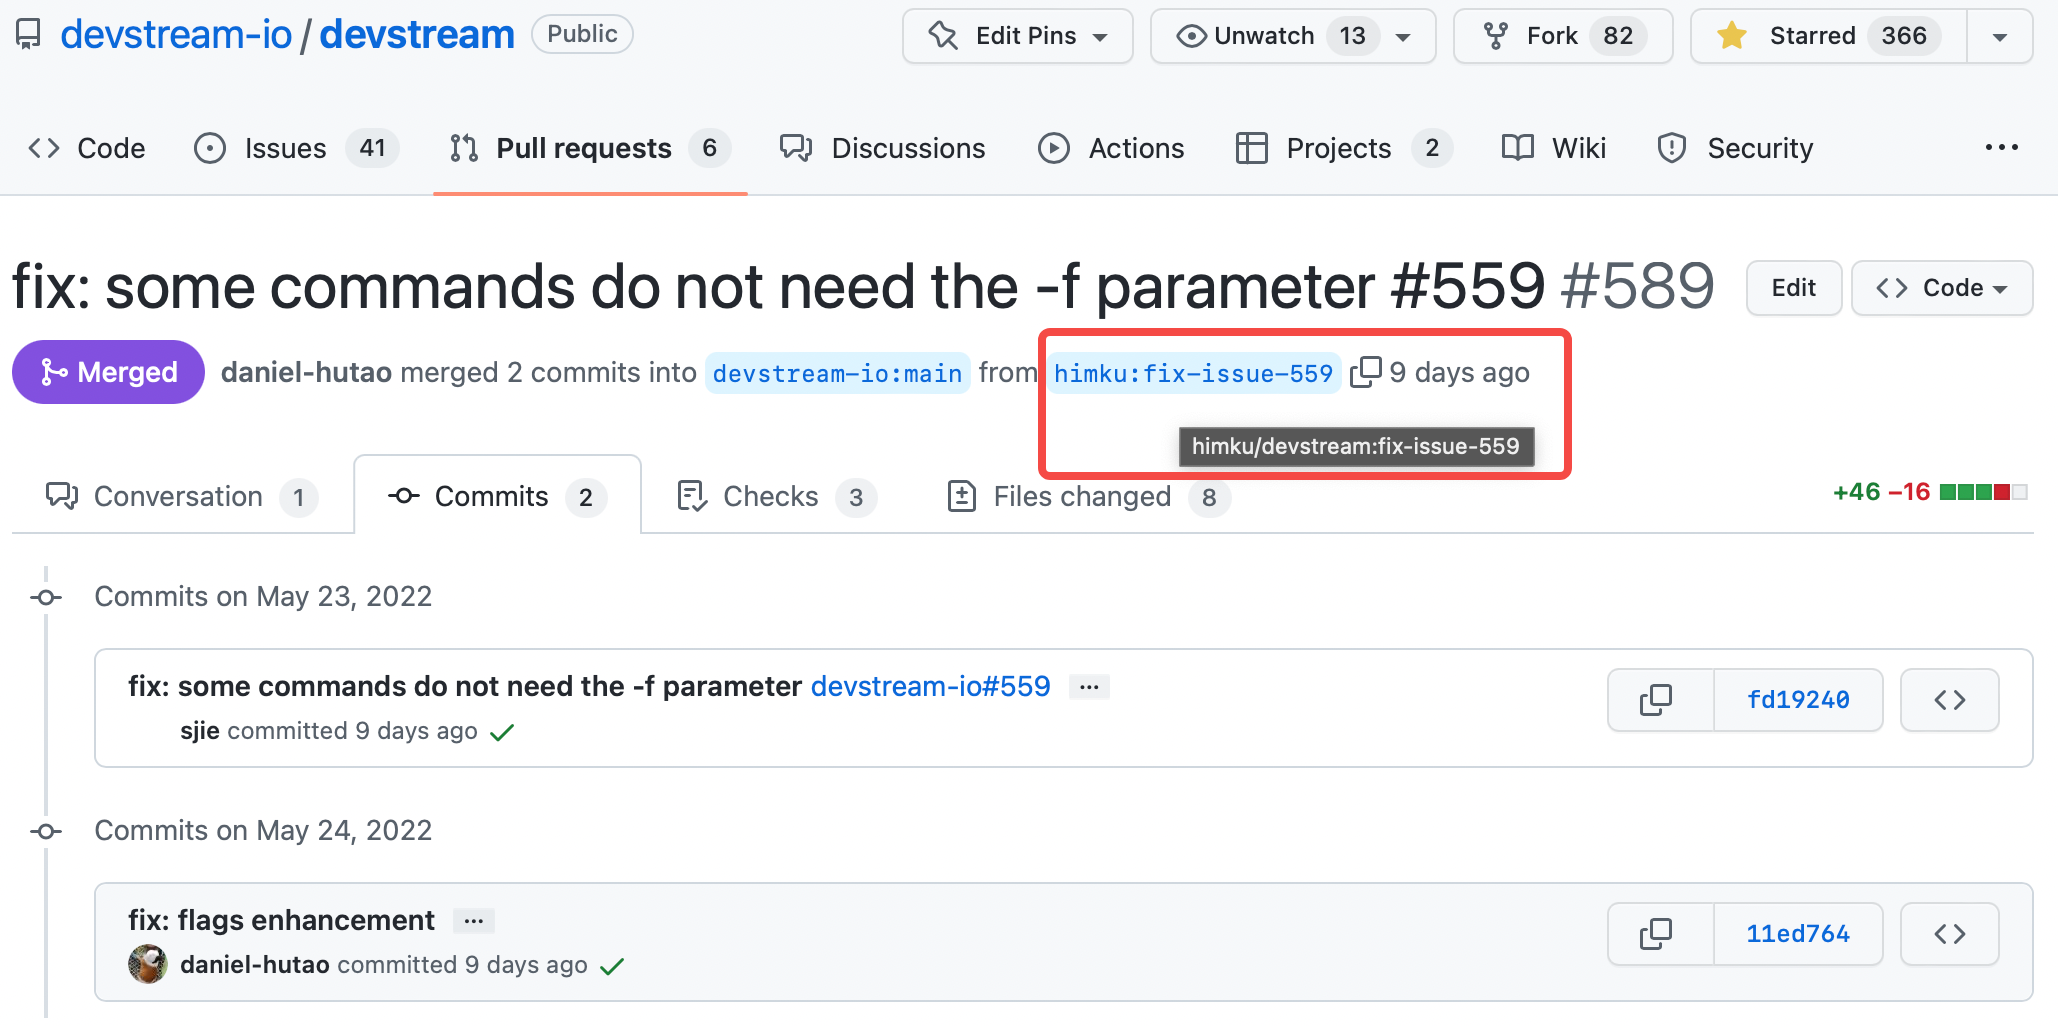 devstream-io / devstream Public Edit Pins Unwatch 13 Fork 82 Starred 366
Code Issues 41 Pull requests 6 Discussions Actions Projects 2 Wiki Security ...
fix: some commands do not need the -f parameter #559 #589 Edit Code
Merged daniel-hutao merged 2 commits into devstream-io:main from himku:fix-issue-559 9 days ago
himku/devstream:fix-issue-559
Conversation 1 Commits 2 Checks 3 Files changed 8 +46 −16
Commits on May 23, 2022
fix: some commands do not need the -f parameter devstream-io#559 ... fd19240
sjie committed 9 days ago
Commits on May 24, 2022
fix: flags enhancement ... 11ed764
daniel-hutao committed 9 days ago